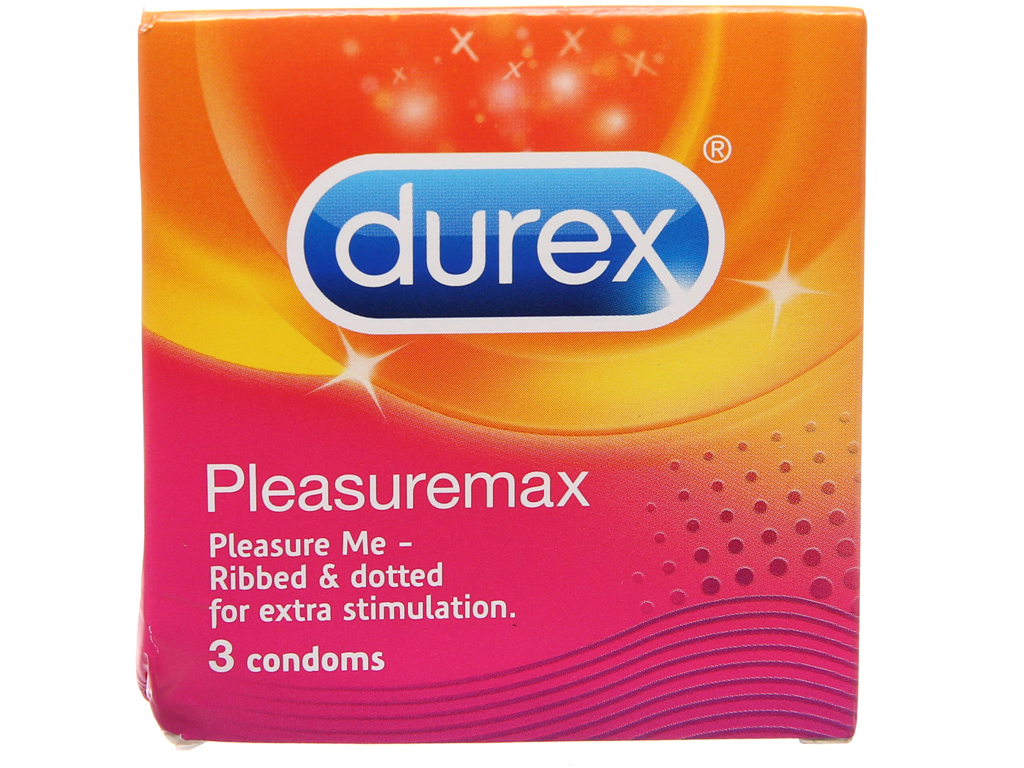 durex®
Pleasuremax
Pleasure Me –
Ribbed & dotted
for extra stimulation.
3 condoms